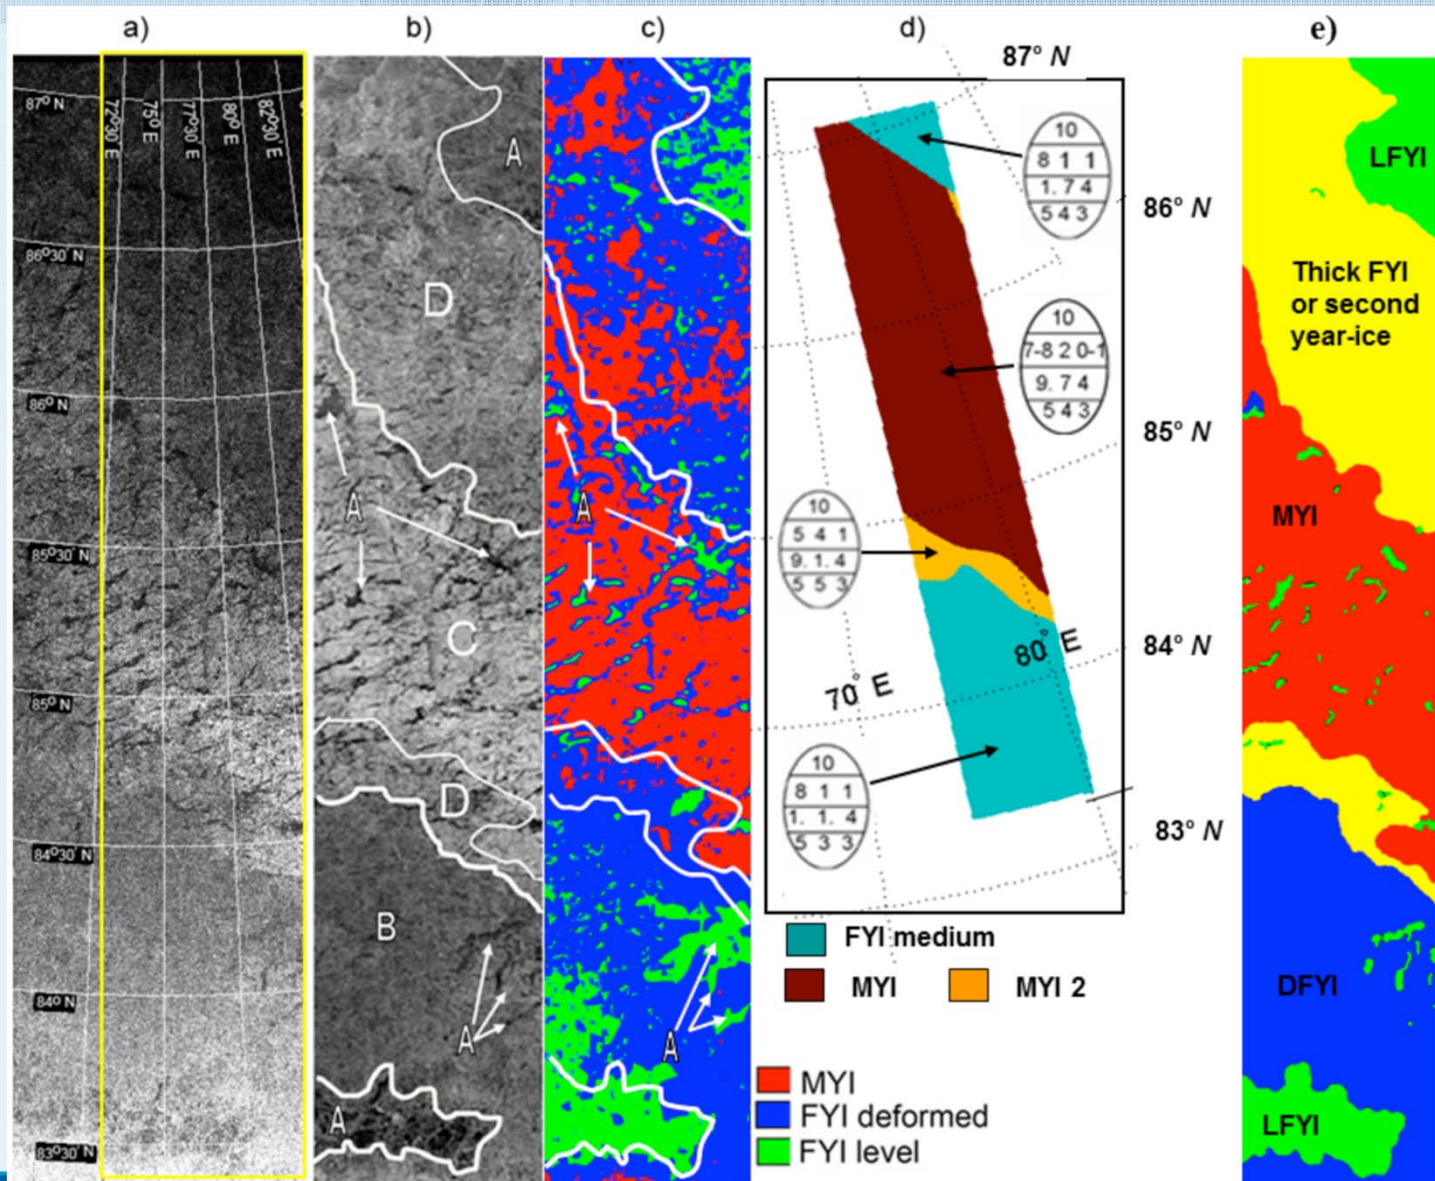 a)
b)
c)
d)
e)
87° N
72°30' E
75° E
77°30' E
80° E
82°30' E
86°30' N
86° N
85°30' N
85° N
84°30' N
84° N
83°30' N
A
D
A
C
D
B
A
A
A
A
87° N
86° N
85° N
84° N
83° N
70° E
80° E
10
8 1 1
1. 7 4
5 4 3
10
7-8 2 0-1
9. 7 4
5 4 3
10
5 4 1
9. 1. 4
5 5 3
10
8 1 1
1. 1. 4
5 3 3
FYI medium
MYI
MYI 2
MYI
FYI deformed
FYI level
LFYI
Thick FYI
or second
year-ice
MYI
DFYI
LFYI